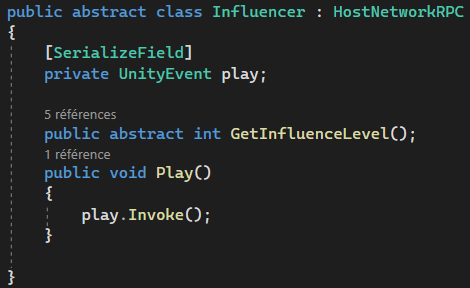 public abstract class Influencer : HostNetworkRPC
{
[SerializeField]
private UnityEvent play;
5 références
public abstract int GetInfluenceLevel();
1 référence
public void Play()
{
play.Invoke();
}
}